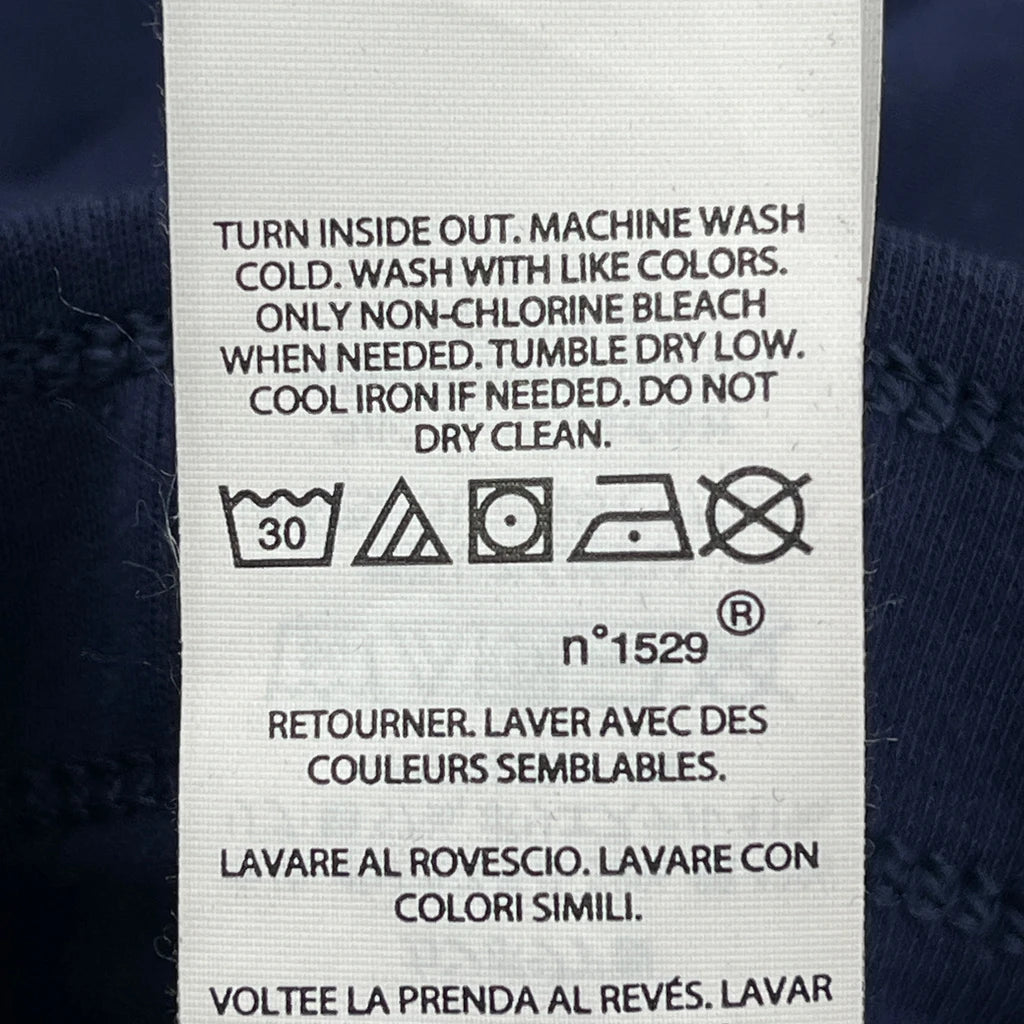 TURN INSIDE OUT. MACHINE WASH
COLD. WASH WITH LIKE COLORS.
ONLY NON-CHLORINE BLEACH
WHEN NEEDED. TUMBLE DRY LOW.
COOL IRON IF NEEDED. DO NOT
DRY CLEAN.
30
n°1529 ®
RETOURNER. LAVER AVEC DES
COULEURS SEMBLABLES.
LAVARE AL ROVESCIO. LAVARE CON
COLORI SIMILI.
VOLTEE LA PRENDA AL REVÉS. LAVAR